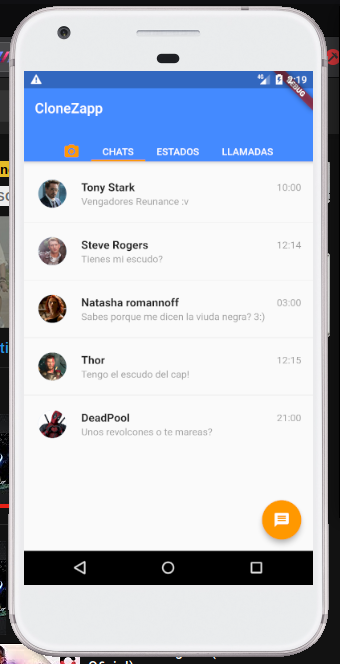 4G 3:19
DEBUG
CloneZapp
CHATS ESTADOS LLAMADAS
Tony Stark 10:00
Vengadores Reunance :v
Steve Rogers 12:14
Tienes mi escudo?
Natasha romannoff 03:00
Sabes porque me dicen la viuda negra? 3:)
Thor 12:15
Tengo el escudo del cap!
DeadPool 21:00
Unos revolcones o te mareas?